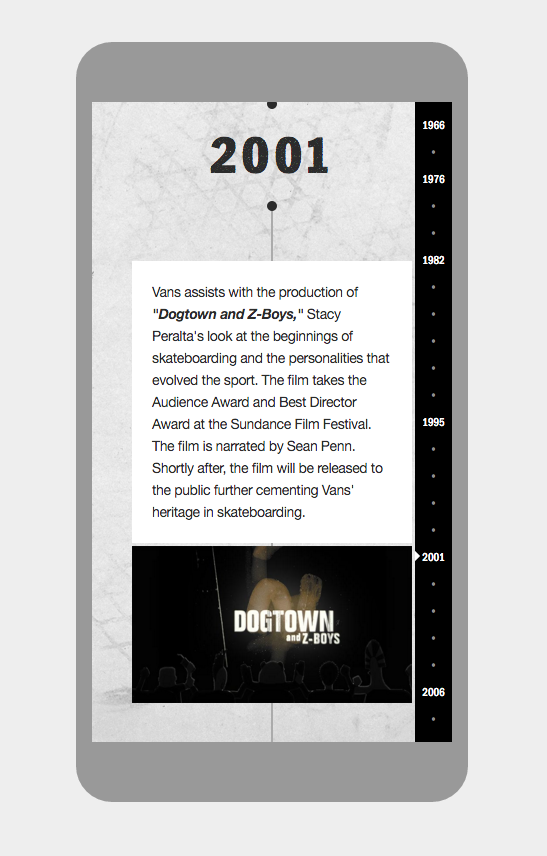 2001
Vans assists with the production of
"Dogtown and Z-Boys," Stacy
Peralta's look at the beginnings of
skateboarding and the personalities that
evolved the sport. The film takes the
Audience Award and Best Director
Award at the Sundance Film Festival.
The film is narrated by Sean Penn.
Shortly after, the film will be released to
the public further cementing Vans'
heritage in skateboarding.
DOGTOWN
and Z-BOYS
1966
1976
1982
1995
2001
2006